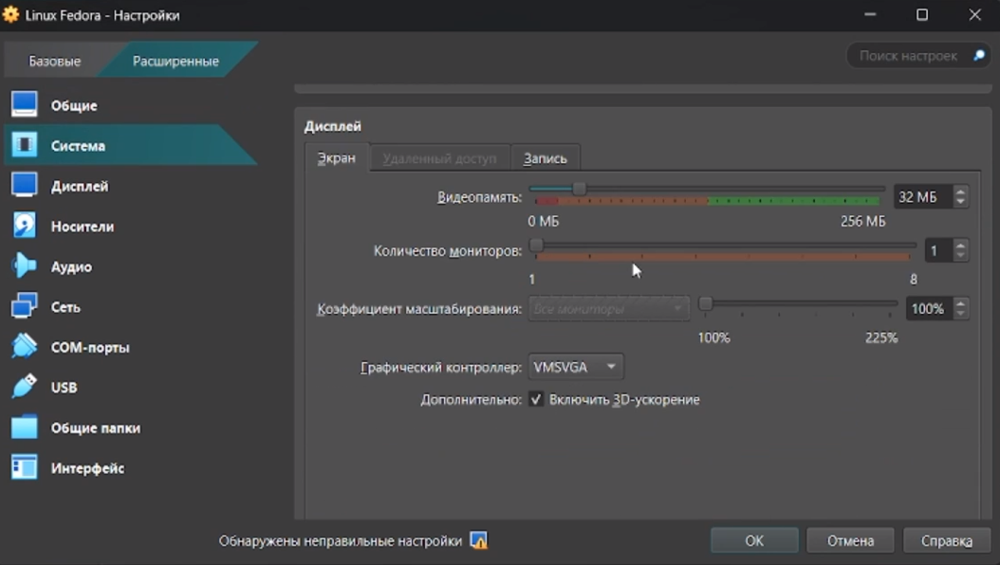 Linux Fedora - Настройки
Базовые
Расширенные
Поиск настроек
Общие
Система
Дисплей
Носители
Аудио
Сеть
COM-порты
USB
Общие папки
Интерфейс
Дисплей
Экран
Удаленный доступ
Запись
Видеопамять:
32 МБ
0 МБ
256 МБ
Количество мониторов:
1
1
8
Коэффициент масштабирования:
Все мониторы
100%
100%
225%
Графический контроллер:
VMSVGA
Дополнительно:
Включить 3D-ускорение
Обнаружены неправильные настройки
OK
Отмена
Справка